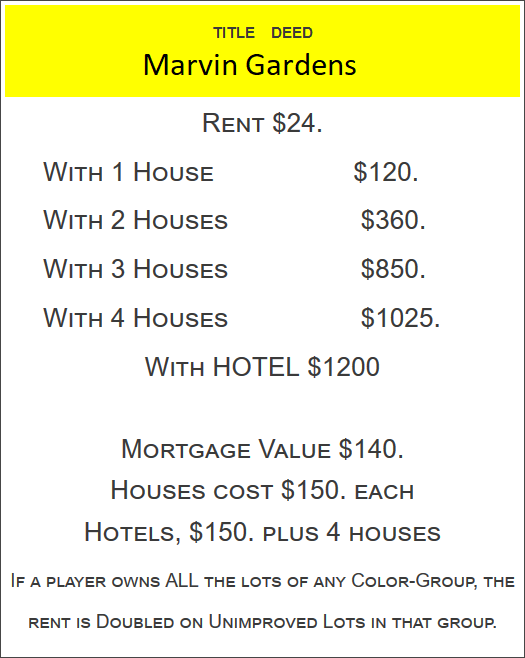 TITLE DEED
Marvin Gardens
RENT $24.
WITH 1 HOUSE $120.
WITH 2 HOUSES $360.
WITH 3 HOUSES $850.
WITH 4 HOUSES $1025.
WITH HOTEL $1200
MORTGAGE VALUE $140.
HOUSES COST $150. EACH
HOTELS, $150. PLUS 4 HOUSES
IF A PLAYER OWNS ALL THE LOTS OF ANY COLOR-GROUP, THE
RENT IS DOUBLED ON UNIMPROVED LOTS IN THAT GROUP.